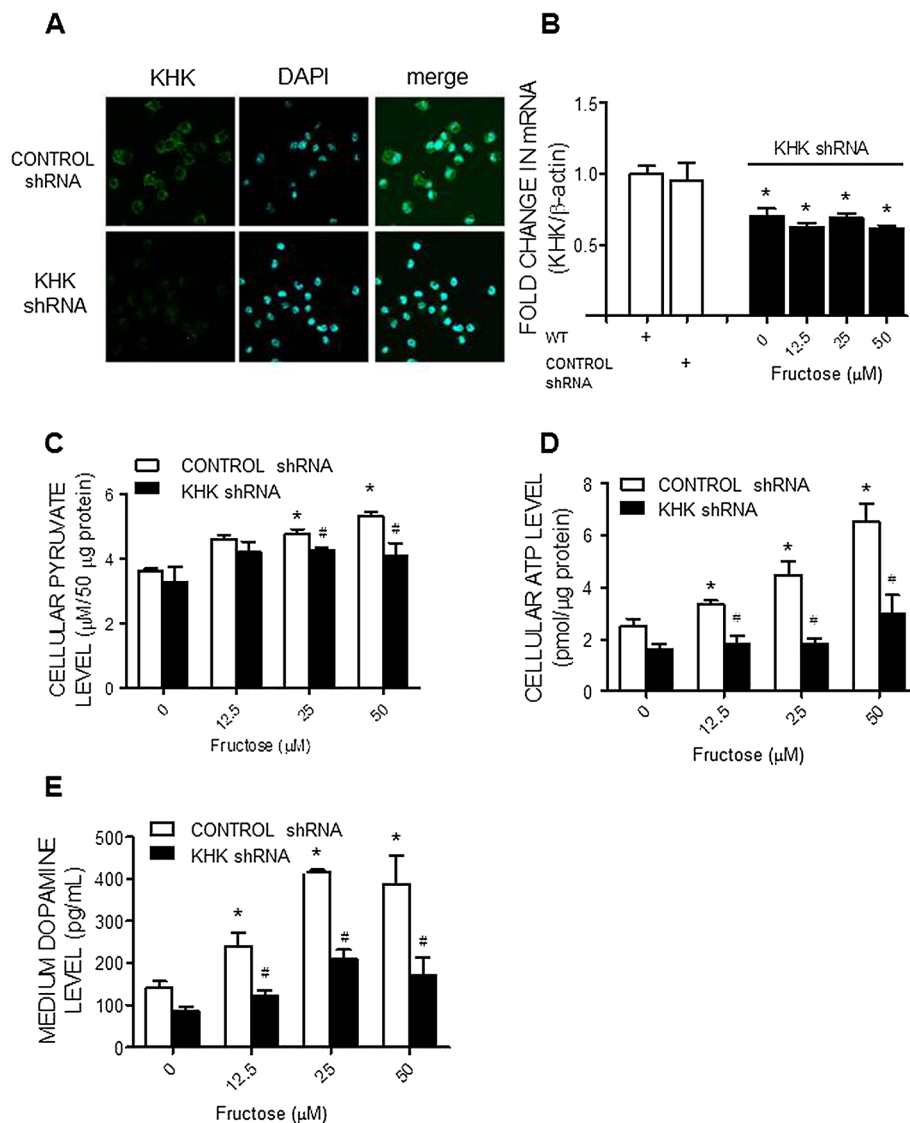 A
KHK DAPI merge
CONTROL shRNA
KHK shRNA
B
FOLD CHANGE IN mRNA
(KHK/β-actin)
1.5
1.0
0.5
KHK shRNA
* * * *
WT +
CONTROL shRNA +
0 12.5 25 50
Fructose (μM)
C
CONTROL shRNA
KHK shRNA
CELLULAR PYRUVATE
LEVEL (μM/50 μg protein)
6
4
2
0
* # * #
0 12.5 25 50
Fructose (μM)
D
CONTROL shRNA
KHK shRNA
CELLULAR ATP LEVEL
(pmol/μg protein)
8
6
4
2
0
* # * # * #
0 12.5 25 50
Fructose (μM)
E
CONTROL shRNA
KHK shRNA
MEDIUM DOPAMINE
LEVEL (pg/mL)
500
400
300
200
100
0
* # * # * #
0 12.5 25 50
Fructose (μM)